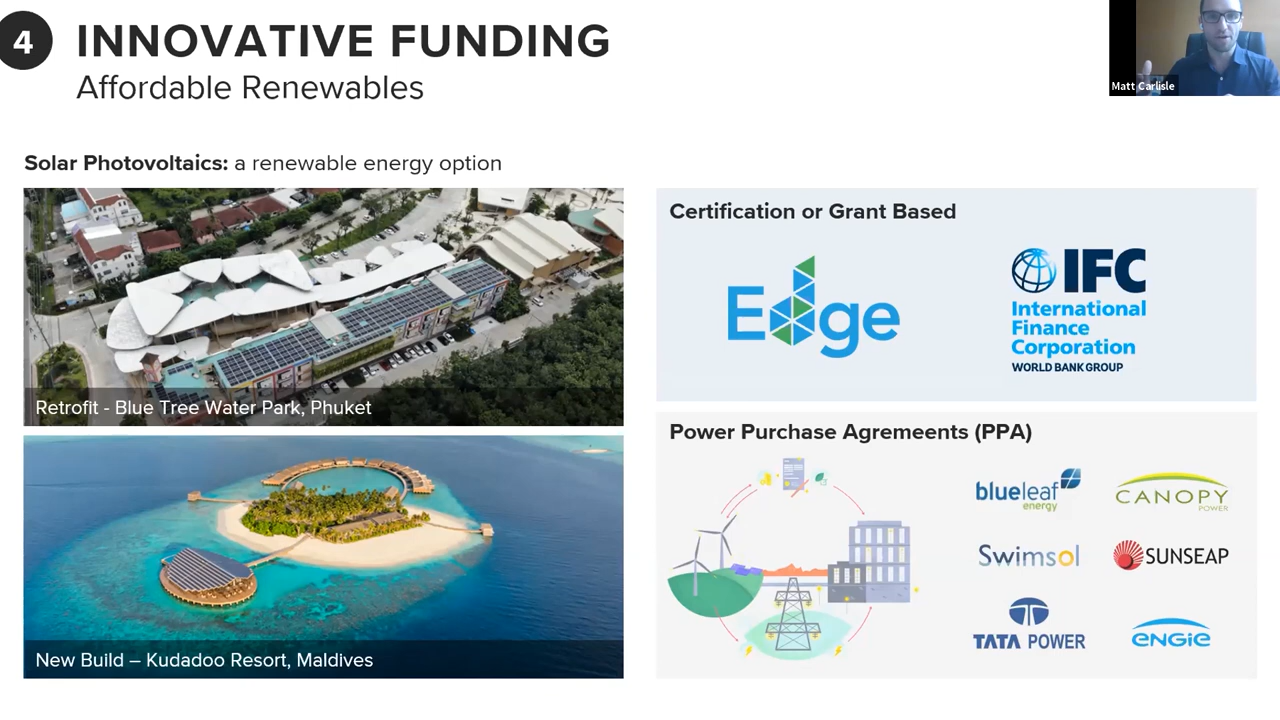 4
INNOVATIVE FUNDING
Affordable Renewables
Matt Carlisle
Solar Photovoltaics: a renewable energy option
Retrofit - Blue Tree Water Park, Phuket
New Build – Kudadoo Resort, Maldives
Certification or Grant Based
Edge
IFC
International
Finance
Corporation
WORLD BANK GROUP
Power Purchase Agreements (PPA)
blueleaf
energy
CANOPY
POWER
Swimsol
SUNSEAP
TATA POWER
ENGIE